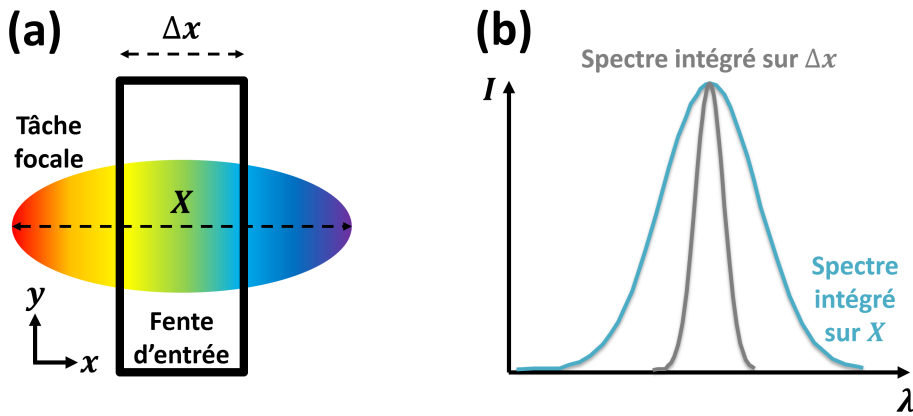 (a)
Δx
Tâche
focale
X
y
x
Fente
d'entrée
(b)
Spectre intégré sur Δx
I
Spectre
intégré
sur X
λ